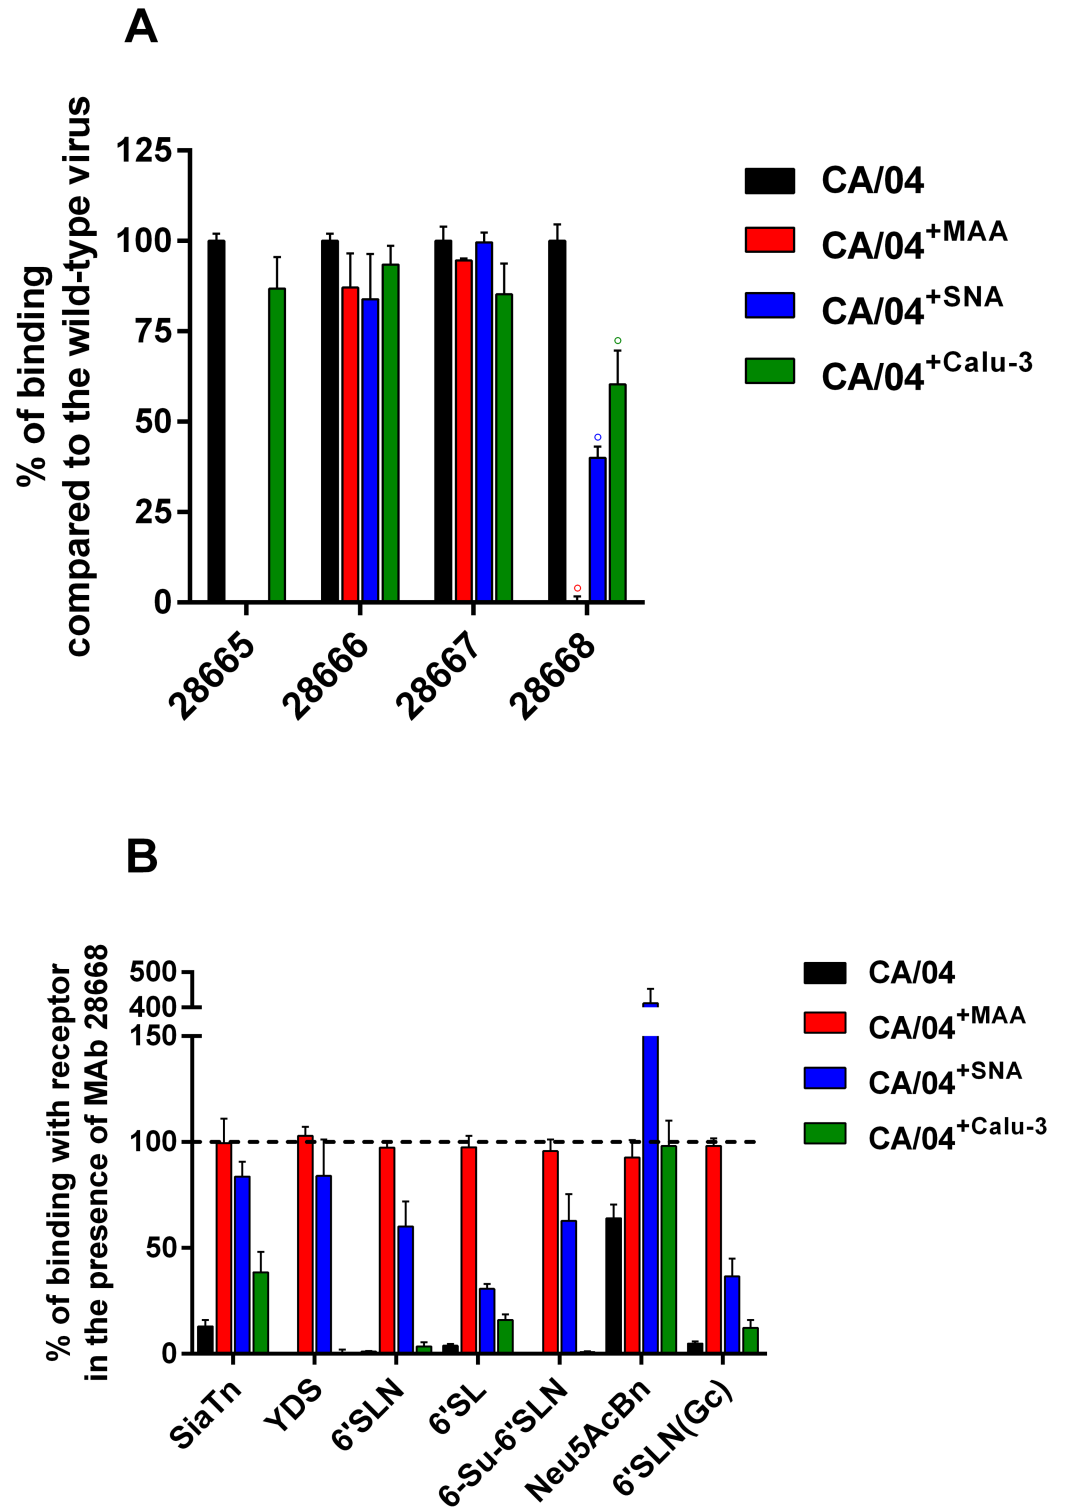 A
% of binding
compared to the wild-type virus
125
100
75
50
25
0
28665
28666
28667
28668
CA/04
CA/04+MAA
CA/04+SNA
CA/04+Calu-3
B
% of binding with receptor
in the presence of MAb 28668
500
400
150
100
50
0
SiaTn
YDS
6'SLN
6'SL
6-Su-6'SLN
Neu5AcBn
6'SLN(Gc)
CA/04
CA/04+MAA
CA/04+SNA
CA/04+Calu-3